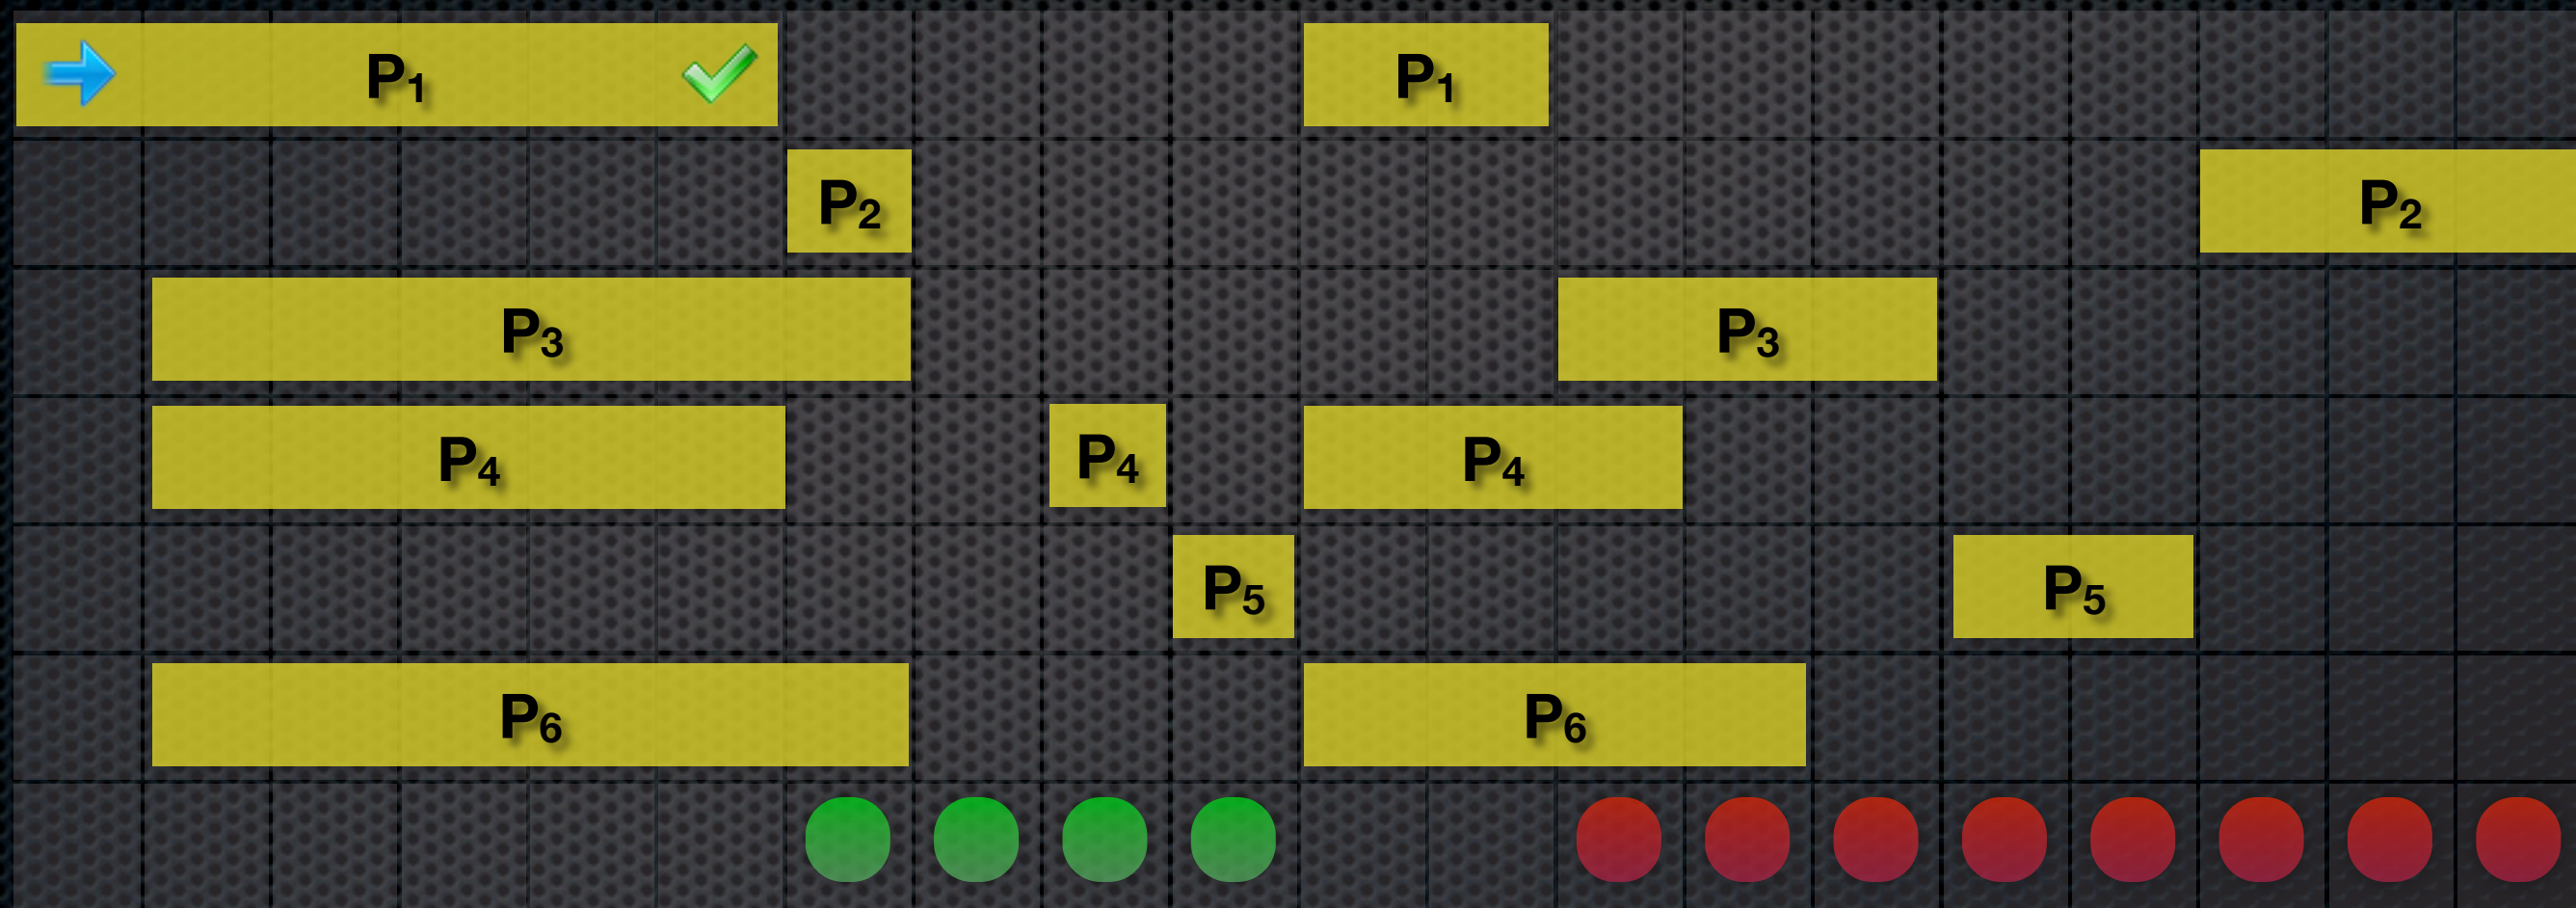 P₁ P₁
P₂ P₂
P₃ P₃
P₄ P₄ P₄
P₅ P₅
P₆ P₆